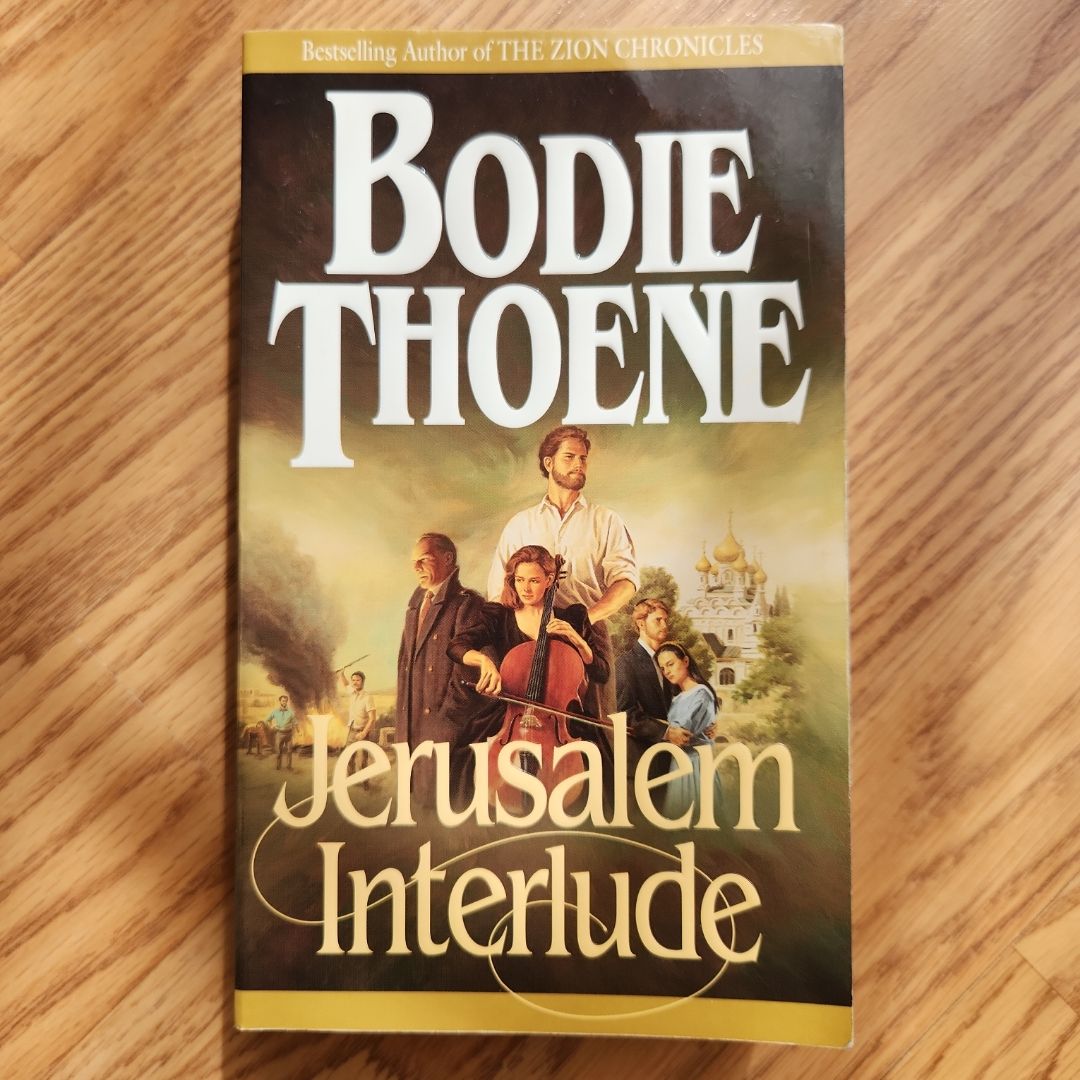 Bestselling Author of THE ZION CHRONICLES
BODIE
THOENE
Jerusalem
Interlude